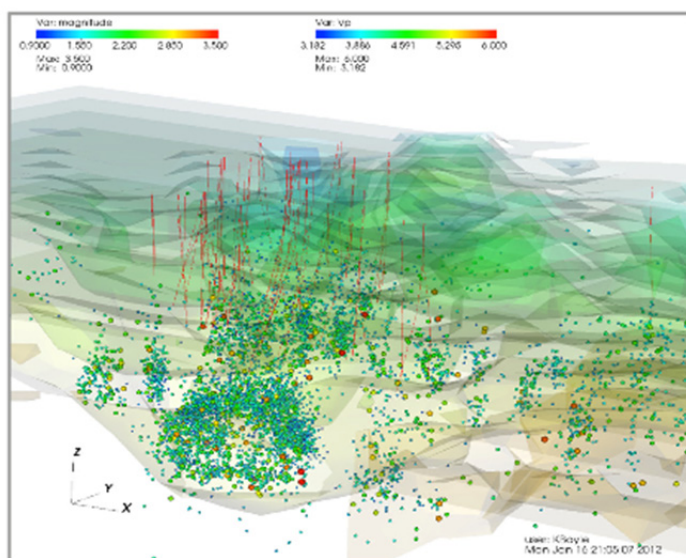 Var: magnitude
0.9000 1.550 2.200 2.850 3.500
Max: 3.500
Min: 0.9000
Var: vp
3.182 3.886 4.591 5.295 6.000
Max: 6.000
Min: 3.182
Z
Y
X
user:
Mon Jan 16 21:05:07 2012